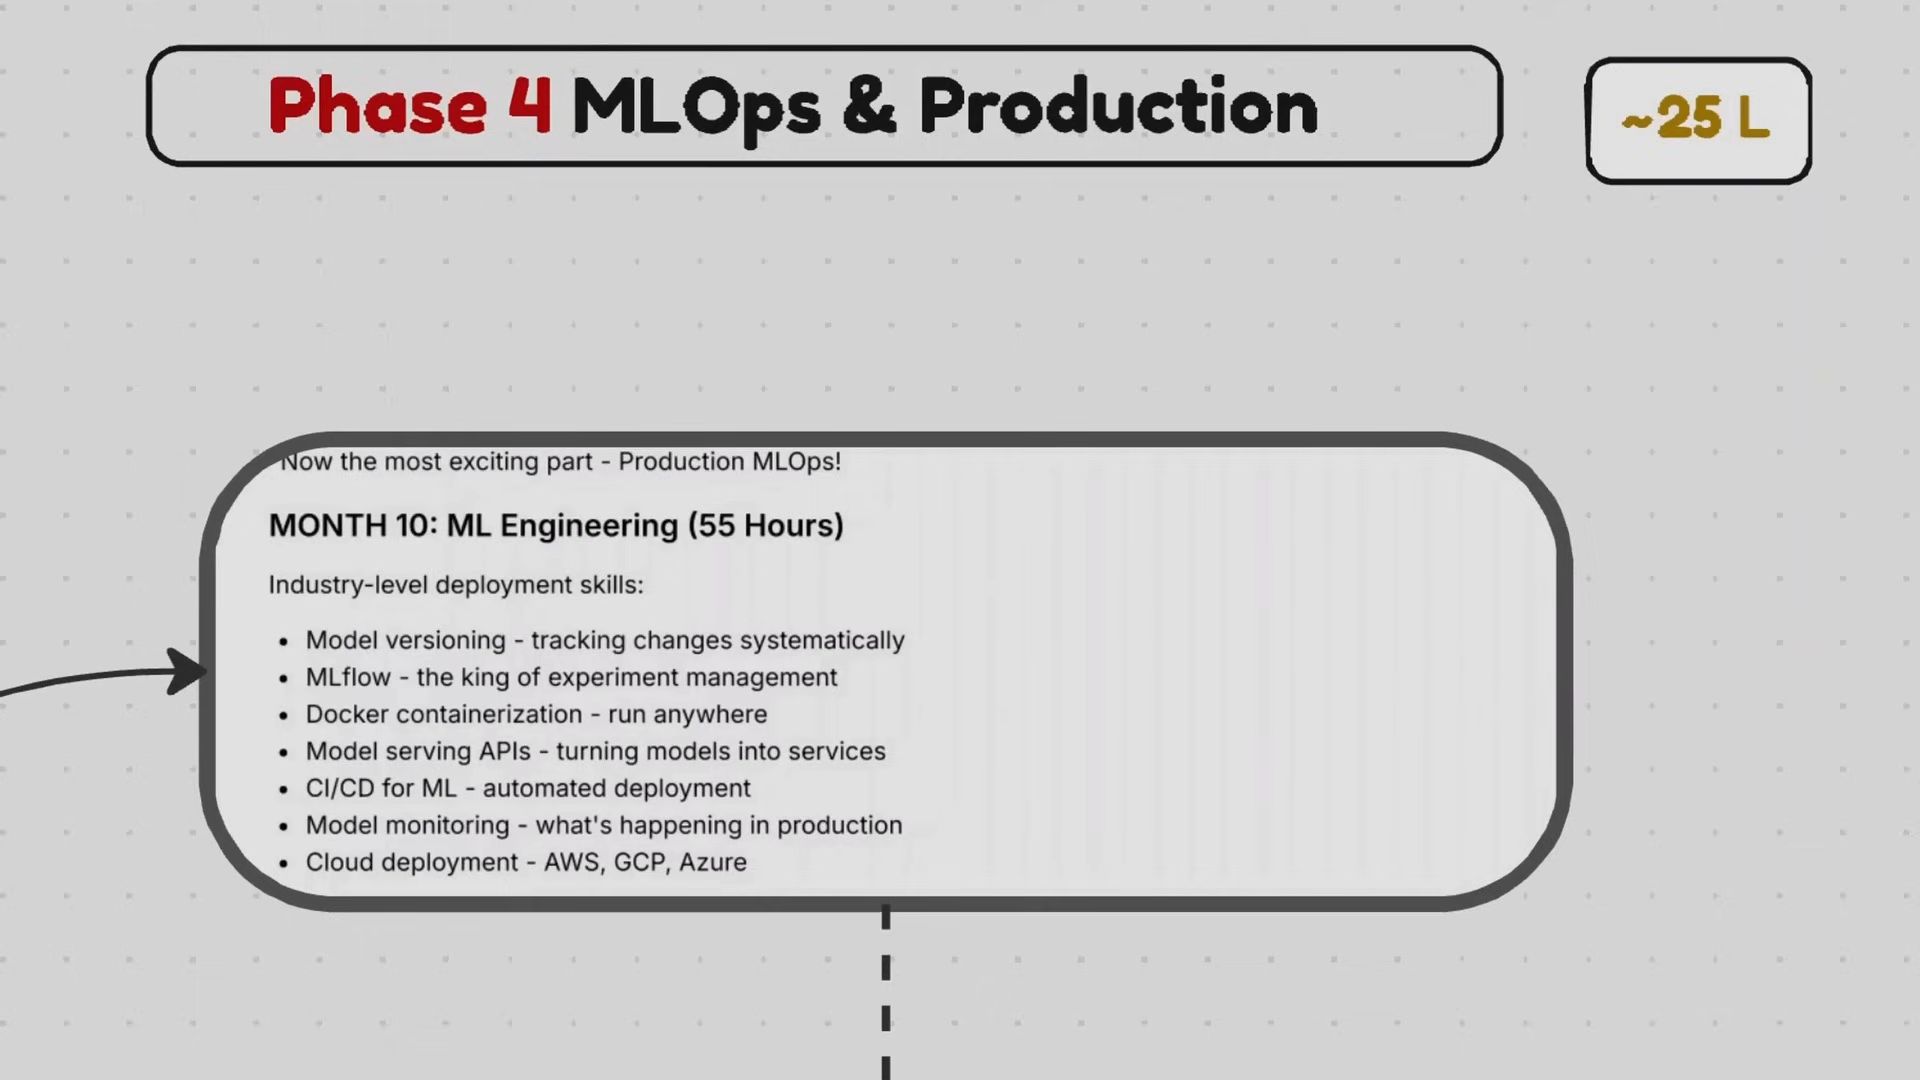 Phase 4 MLOps & Production
~25 L
Now the most exciting part - Production MLOps!
MONTH 10: ML Engineering (55 Hours)
Industry-level deployment skills:
• Model versioning - tracking changes systematically
• MLflow - the king of experiment management
• Docker containerization - run anywhere
• Model serving APIs - turning models into services
• CI/CD for ML - automated deployment
• Model monitoring - what's happening in production
• Cloud deployment - AWS, GCP, Azure